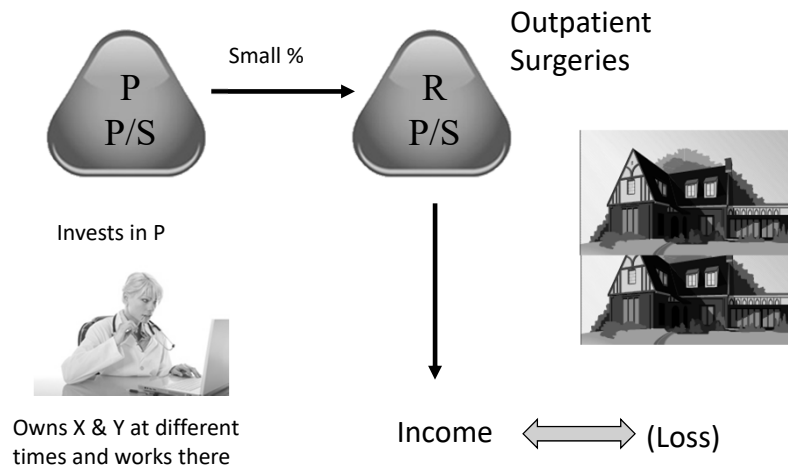 Outpatient
Surgeries
Small %
P
P/S
R
P/S
Invests in P
Owns X & Y at different
times and works there
Income
(Loss)